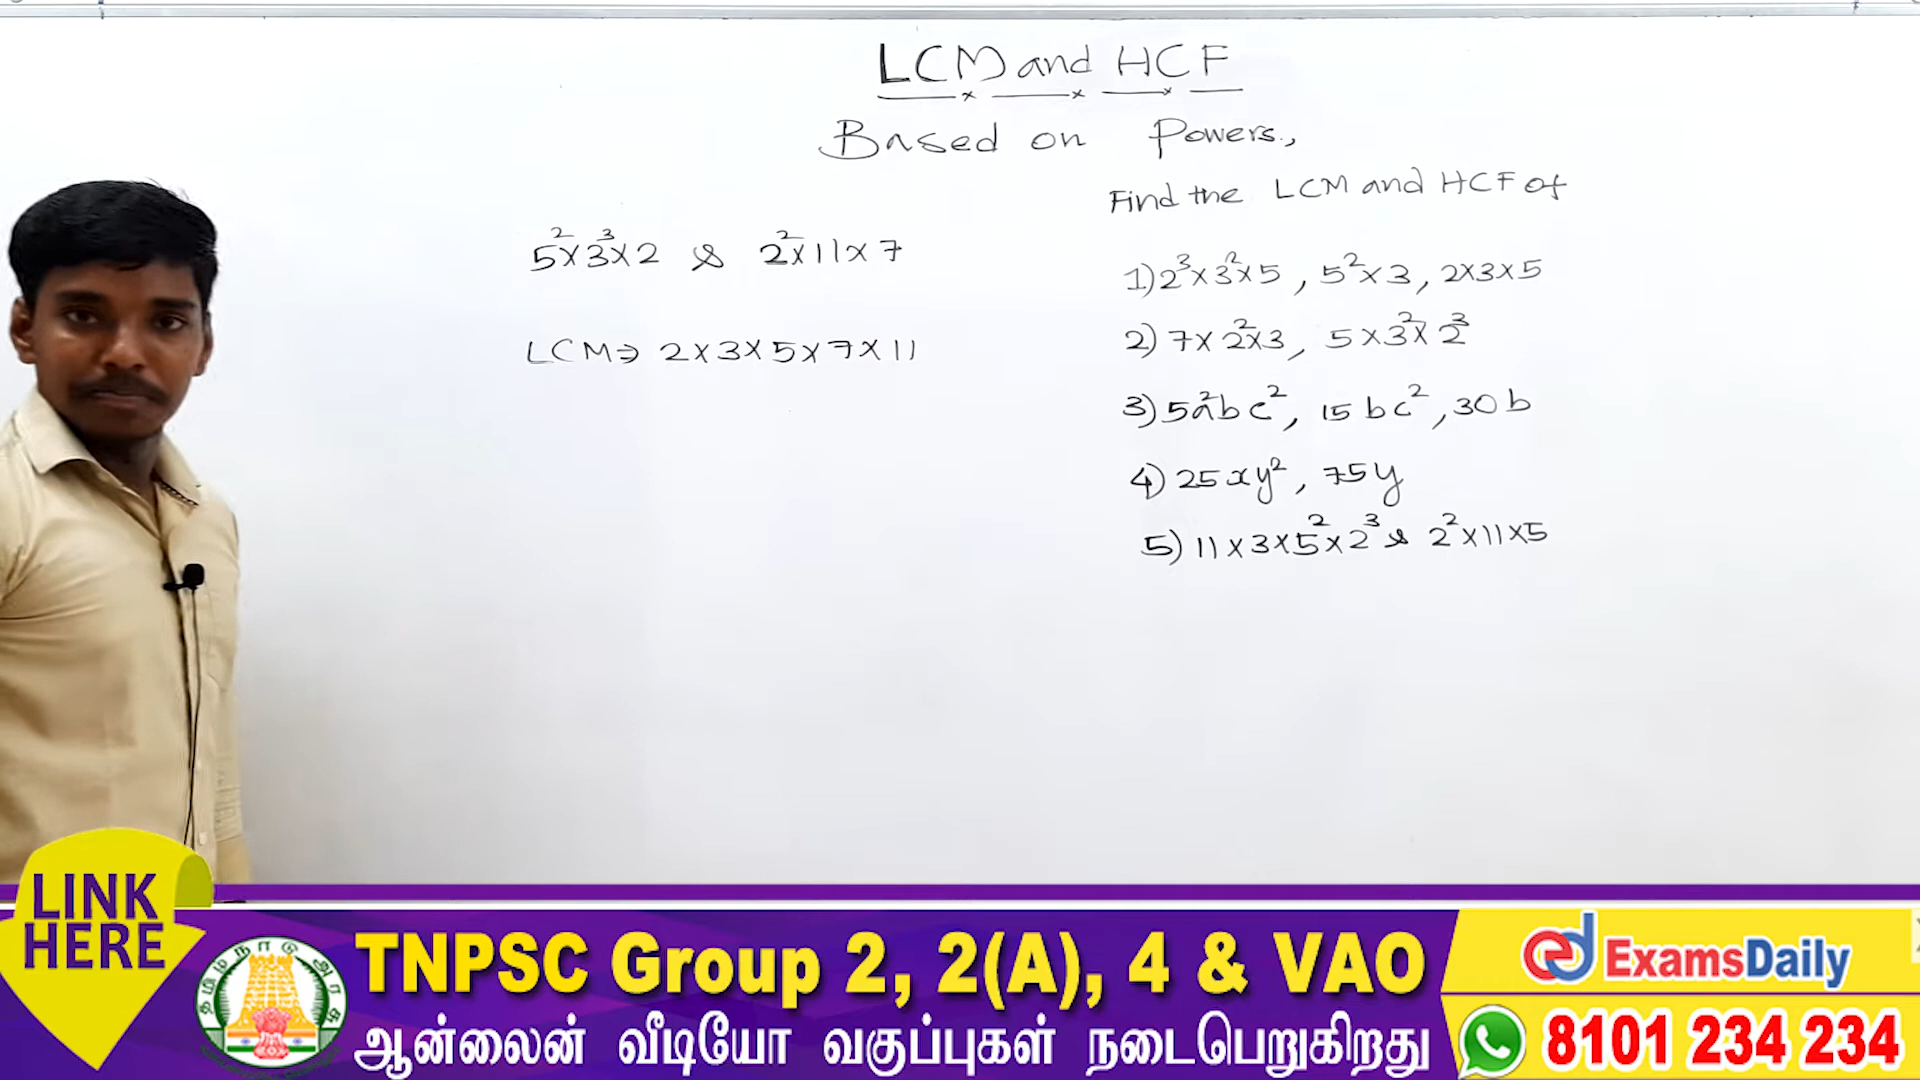 LCM and HCF
Based on Powers.,
5²×3³×2 & 2²×11×7
LCM⇒ 2×3×5×7×11
Find the LCM and HCF of
1) 2³×3²×5, 5²×3, 2×3×5
2) 7×2²×3, 5×3²×2³
3) 5a²bc², 15bc², 30b
4) 25xy², 75y
5) 11×3×5²×2³ & 2²×11×5
LINK
HERE
தமிழ்நாடு அரசு
TNPSC Group 2, 2(A), 4 & VAO
ஆன்லைன் வீடியோ வகுப்புகள் நடைபெறுகிறது
ed ExamsDaily
8101 234 234